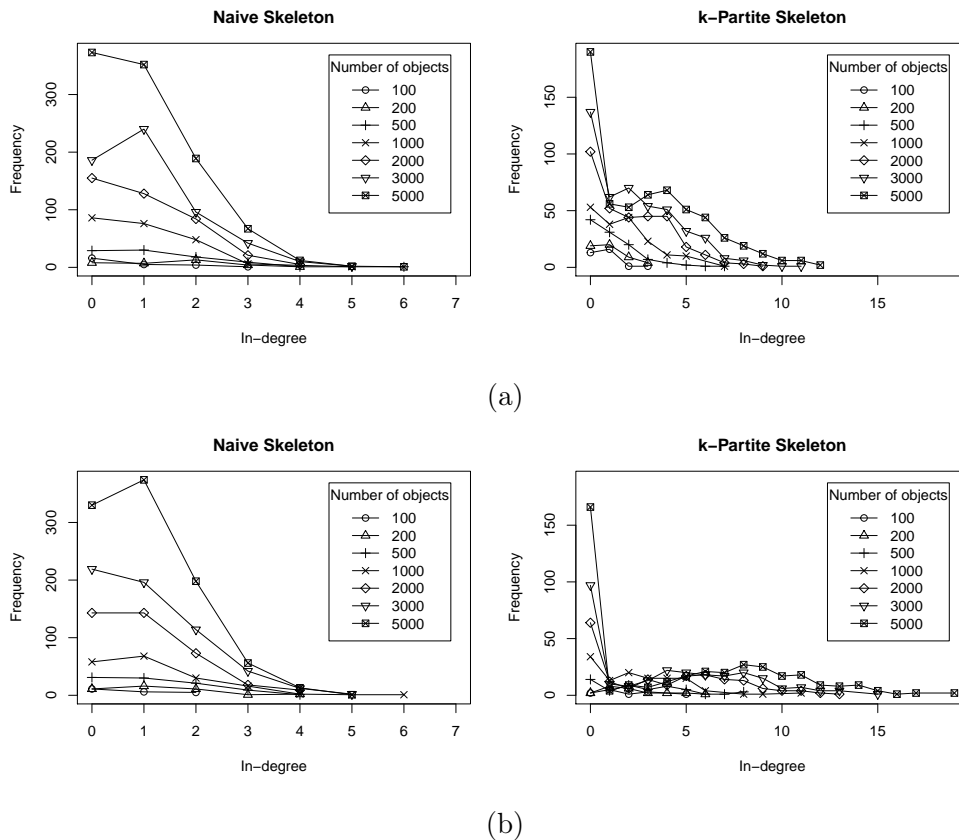 Naive Skeleton
Frequency
0 100 200 300
Number of objects
100
200
500
1000
2000
3000
5000
0 1 2 3 4 5 6 7
In−degree
k−Partite Skeleton
Frequency
0 50 100 150
Number of objects
100
200
500
1000
2000
3000
5000
0 5 10 15
In−degree
(a)
Naive Skeleton
Frequency
0 100 200 300
Number of objects
100
200
500
1000
2000
3000
5000
0 1 2 3 4 5 6 7
In−degree
k−Partite Skeleton
Frequency
0 50 100 150
Number of objects
100
200
500
1000
2000
3000
5000
0 5 10 15
In−degree
(b)